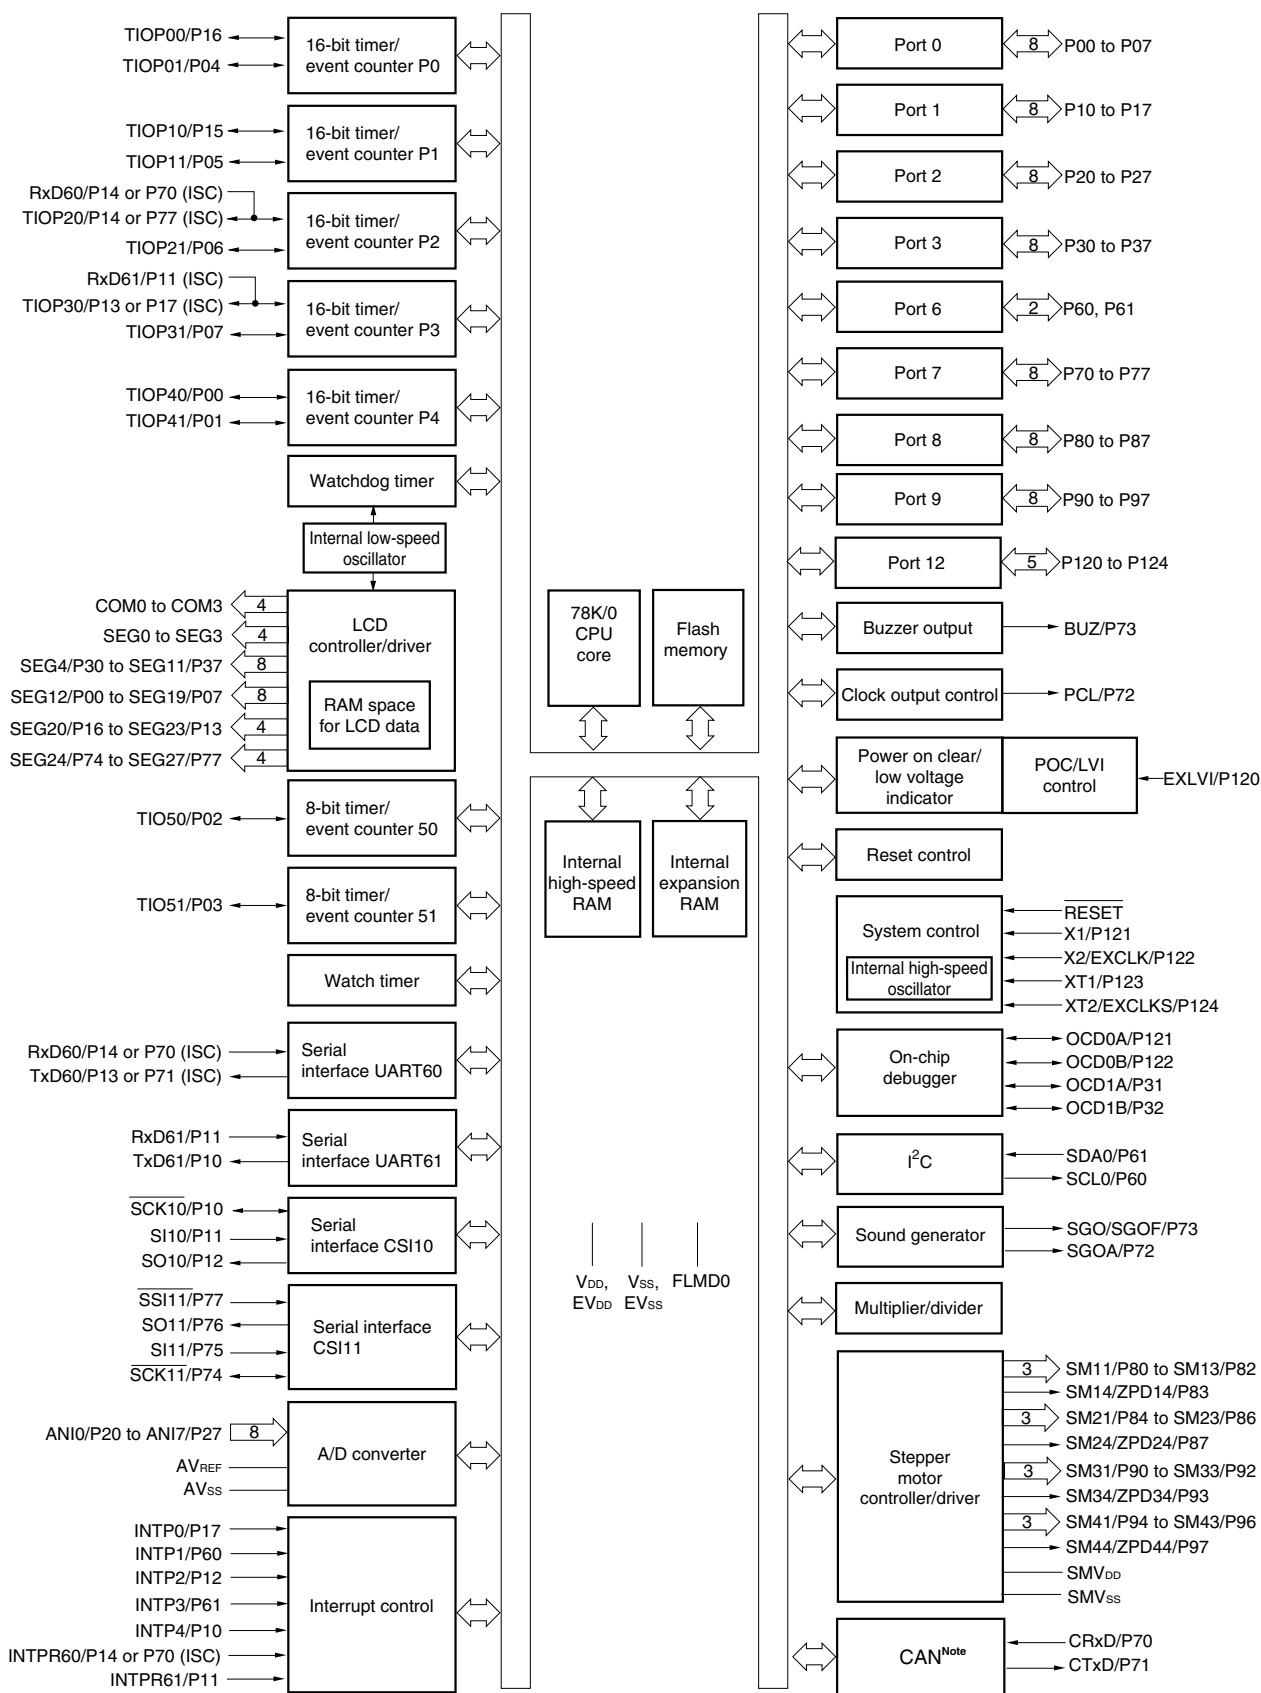 TIOP00/P16
TIOP01/P04
16-bit timer/
event counter P0
TIOP10/P15
TIOP11/P05
16-bit timer/
event counter P1
RxD60/P14 or P70 (ISC)
TIOP20/P14 or P77 (ISC)
TIOP21/P06
16-bit timer/
event counter P2
RxD61/P11 (ISC)
TIOP30/P13 or P17 (ISC)
TIOP31/P07
16-bit timer/
event counter P3
TIOP40/P00
TIOP41/P01
16-bit timer/
event counter P4
Watchdog timer
Internal low-speed
oscillator
COM0 to COM3
4
SEG0 to SEG3
4
SEG4/P30 to SEG11/P37
8
SEG12/P00 to SEG19/P07
8
SEG20/P16 to SEG23/P13
4
SEG24/P74 to SEG27/P77
4
LCD
controller/driver
RAM space
for LCD data
TIO50/P02
8-bit timer/
event counter 50
TIO51/P03
8-bit timer/
event counter 51
Watch timer
RxD60/P14 or P70 (ISC)
TxD60/P13 or P71 (ISC)
Serial
interface UART60
RxD61/P11
TxD61/P10
Serial
interface UART61
SCK10/P10
SI10/P11
SO10/P12
Serial
interface CSI10
SSI11/P77
SO11/P76
SI11/P75
SCK11/P74
Serial interface
CSI11
ANI0/P20 to ANI7/P27
8
AVREF
AVSS
A/D converter
INTP0/P17
INTP1/P60
INTP2/P12
INTP3/P61
INTP4/P10
INTPR60/P14 or P70 (ISC)
INTPR61/P11
Interrupt control
78K/0
CPU
core
Flash
memory
Internal
high-speed
RAM
Internal
expansion
RAM
VDD,
EVDD
VSS,
EVSS
FLMD0
Port 0
8
P00 to P07
Port 1
8
P10 to P17
Port 2
8
P20 to P27
Port 3
8
P30 to P37
Port 6
2
P60, P61
Port 7
8
P70 to P77
Port 8
8
P80 to P87
Port 9
8
P90 to P97
Port 12
5
P120 to P124
Buzzer output
BUZ/P73
Clock output control
PCL/P72
Power on clear/
low voltage
indicator
POC/LVI
control
EXLVI/P120
Reset control
System control
Internal high-speed
oscillator
RESET
X1/P121
X2/EXCLK/P122
XT1/P123
XT2/EXCLKS/P124
On-chip
debugger
OCD0A/P121
OCD0B/P122
OCD1A/P31
OCD1B/P32
I2C
SDA0/P61
SCL0/P60
Sound generator
SGO/SGOF/P73
SGOA/P72
Multiplier/divider
Stepper
motor
controller/driver
3
SM11/P80 to SM13/P82
SM14/ZPD14/P83
3
SM21/P84 to SM23/P86
SM24/ZPD24/P87
3
SM31/P90 to SM33/P92
SM34/ZPD34/P93
3
SM41/P94 to SM43/P96
SM44/ZPD44/P97
SMVDD
SMVSS
CANNote
CRxD/P70
CTxD/P71